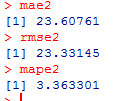 > mae2
[1] 23.60761
> rmse2
[1] 23.33145
> mape2
[1] 3.363301
>